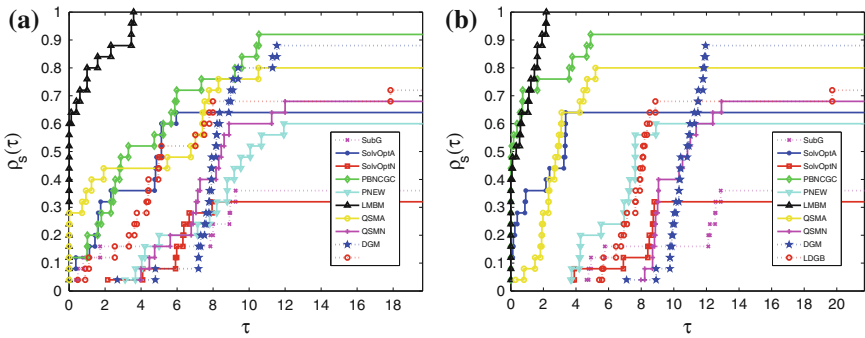 (a)
1
0.9
0.8
0.7
0.6
0.5
0.4
0.3
0.2
0.1
0
ρs(τ)
0 2 4 6 8 10 12 14 16 18
τ
SubG
SolvOptA
SolvOptN
PBNCGC
PNEW
LMBM
QSMA
QSMN
DGM
LDGB
(b)
1
0.9
0.8
0.7
0.6
0.5
0.4
0.3
0.2
0.1
0
ρs(τ)
0 2 4 6 8 10 12 14 16 18 20
τ
SubG
SolvOptA
SolvOptN
PBNCGC
PNEW
LMBM
QSMA
QSMN
DGM
LDGB